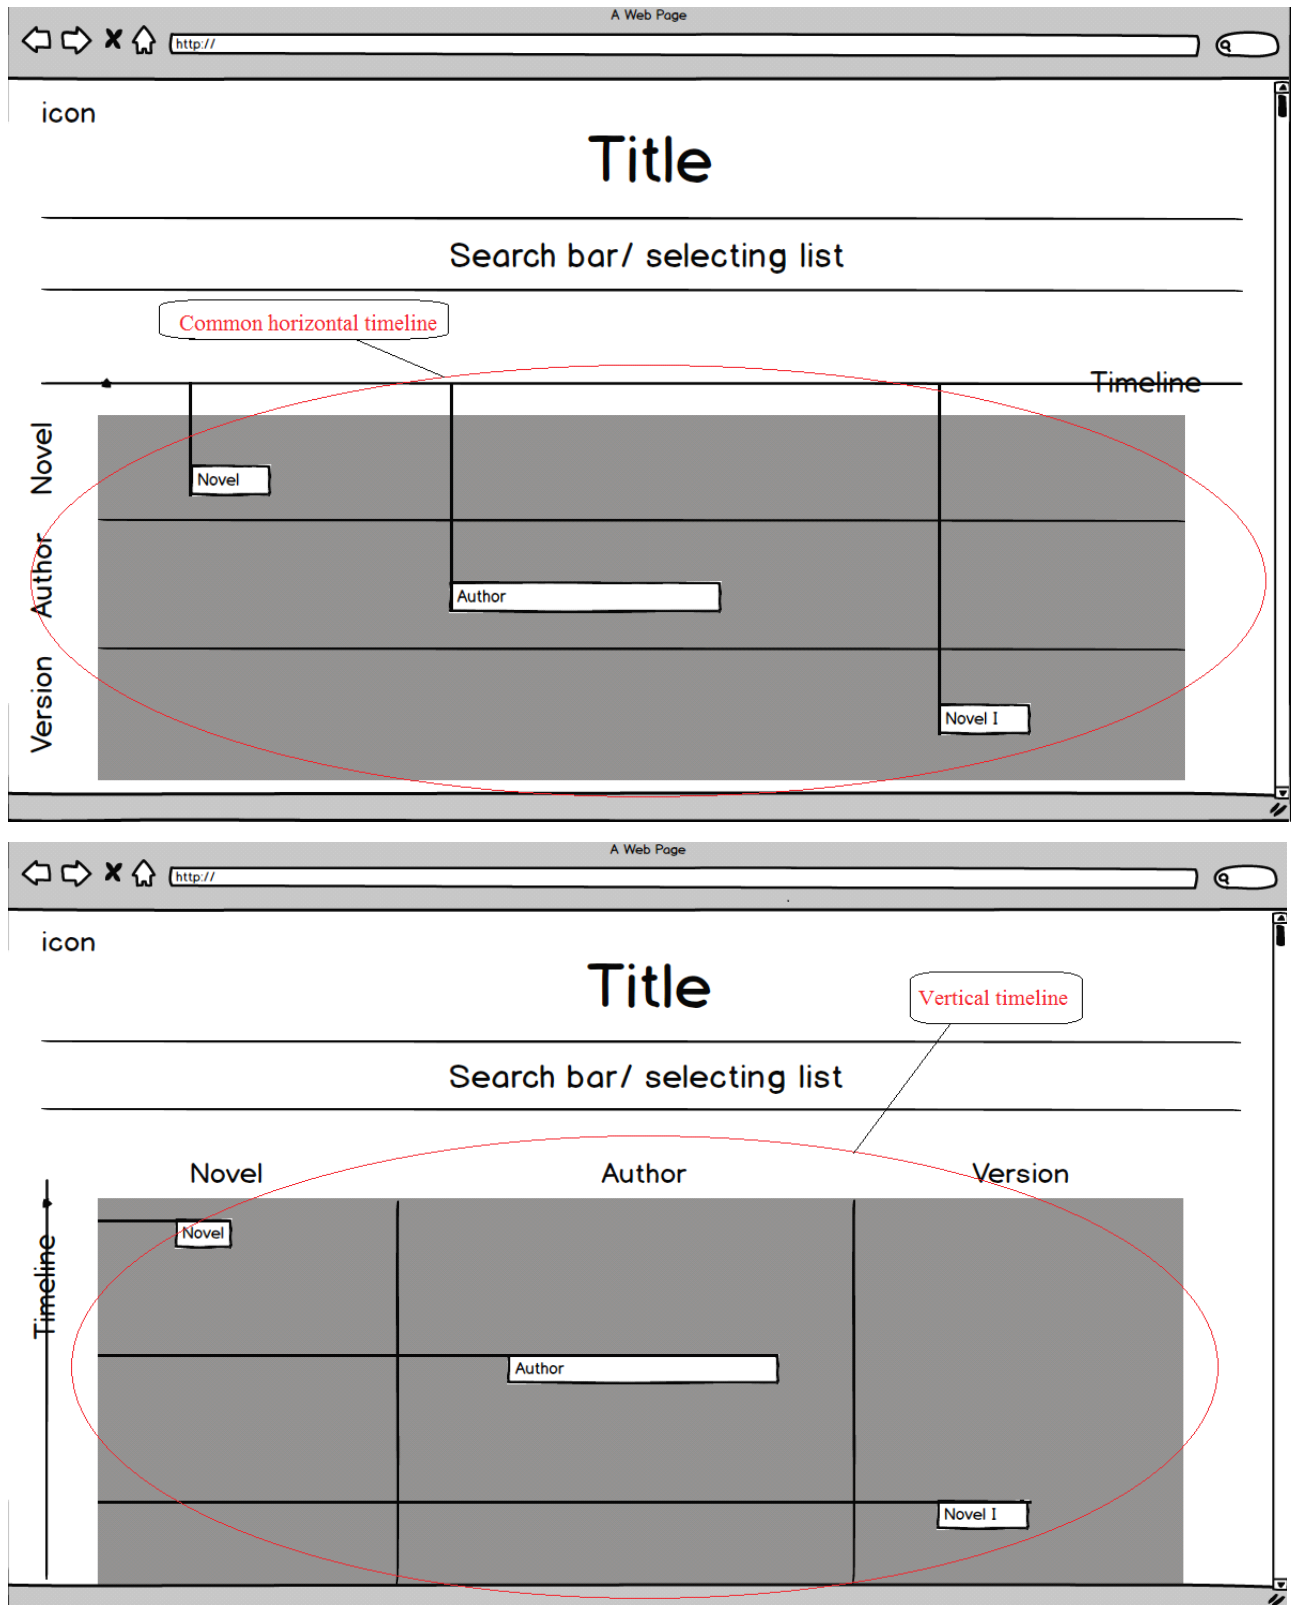 A Web Page
http://
icon
Title
Search bar/ selecting list
Common horizontal timeline
Timeline
Novel
Novel
Author
Author
Version
Novel I
A Web Page
http://
icon
Title
Vertical timeline
Search bar/ selecting list
Novel
Author
Version
Timeline
Novel
Author
Novel I